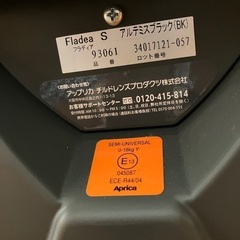 Fladea S アルテミスブラック(BK)
フラディア 93061 34017121-057
品番 ロット番号
アップリカ・チルドレンズプロダクツ株式会社
お客様サポートセンター 0120-415-814
SEMI-UNIVERSAL
0-18kg Y
E13
045087
ECE R44/04
Aprica